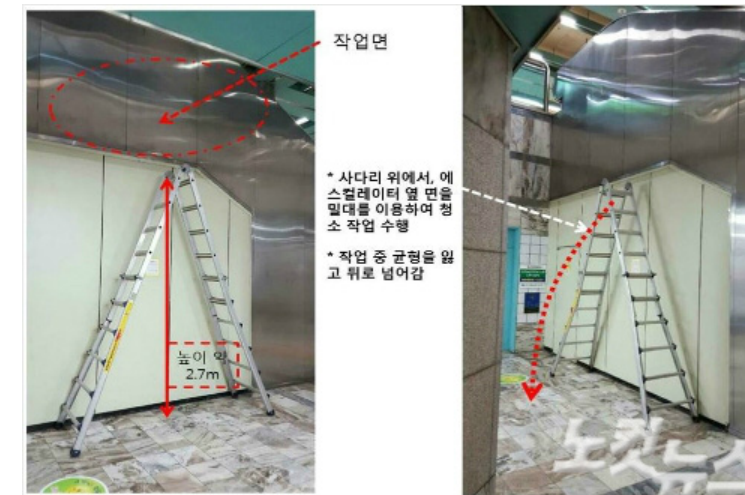 작업면
* 사다리 위에서, 에
스컬레이터 옆 면을
밀대를 이용하여 청
소 작업 수행
* 작업 중 균형을 잃
고 뒤로 넘어감
높이 약
2.7m
노컷뉴스